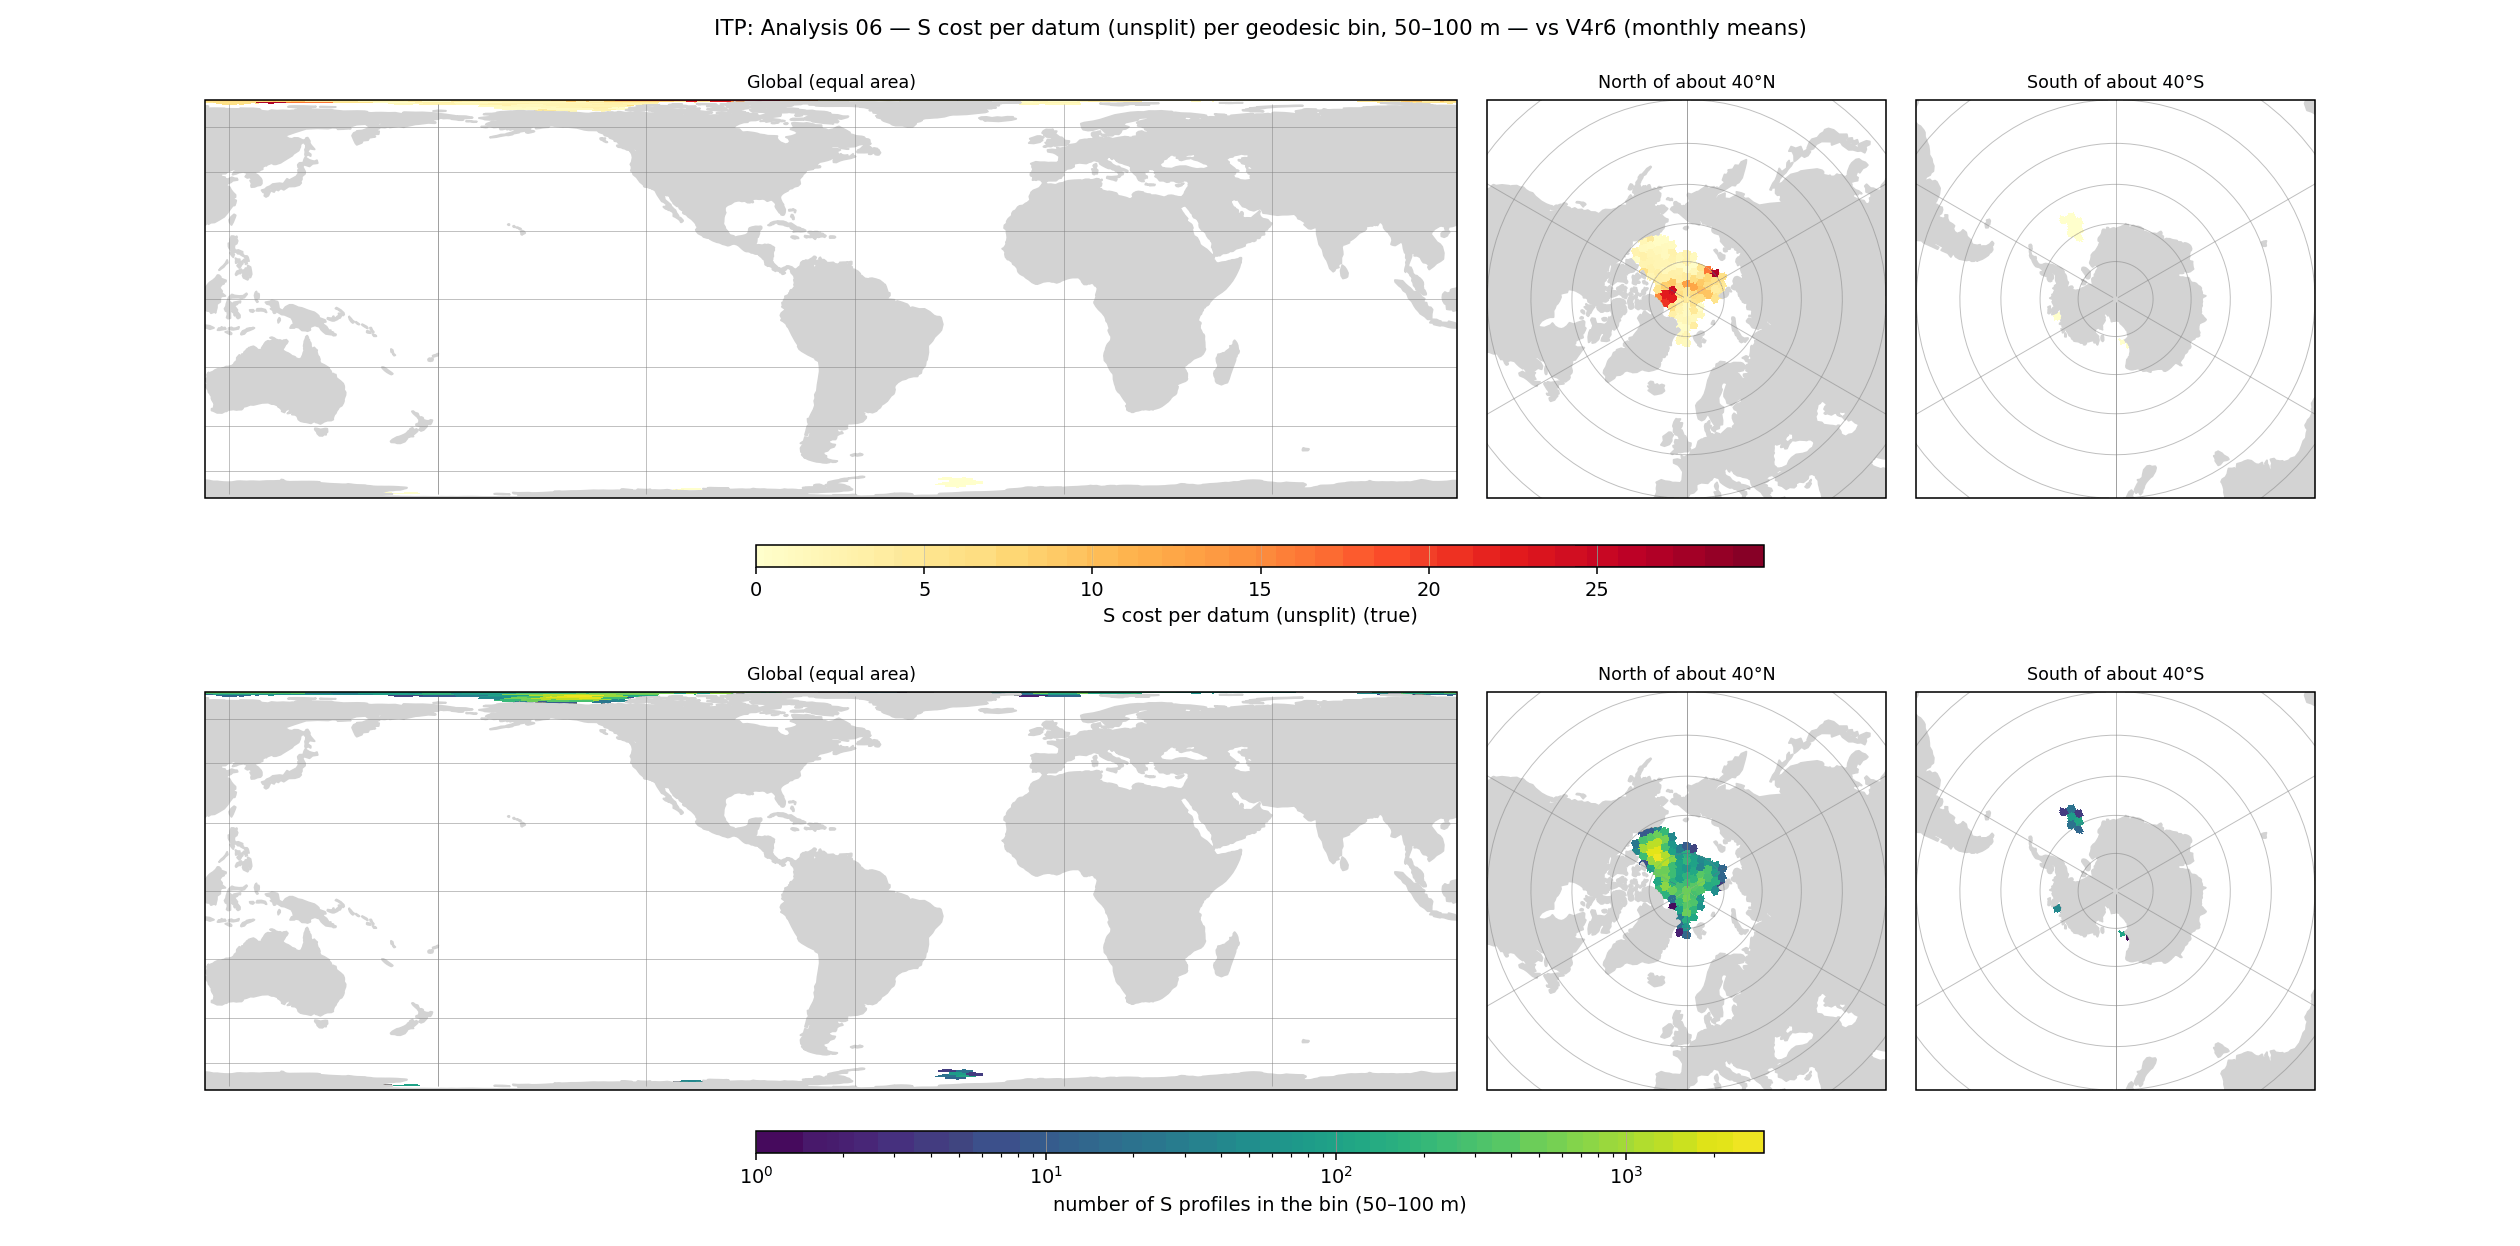 ITP: Analysis 06 — S cost per datum (unsplit) per geodesic bin, 50–100 m — vs V4r6 (monthly means)
Global (equal area)
North of about 40°N
South of about 40°S
0 5 10 15 20 25
S cost per datum (unsplit) (true)
Global (equal area)
North of about 40°N
South of about 40°S
10⁰ 10¹ 10² 10³
number of S profiles in the bin (50–100 m)